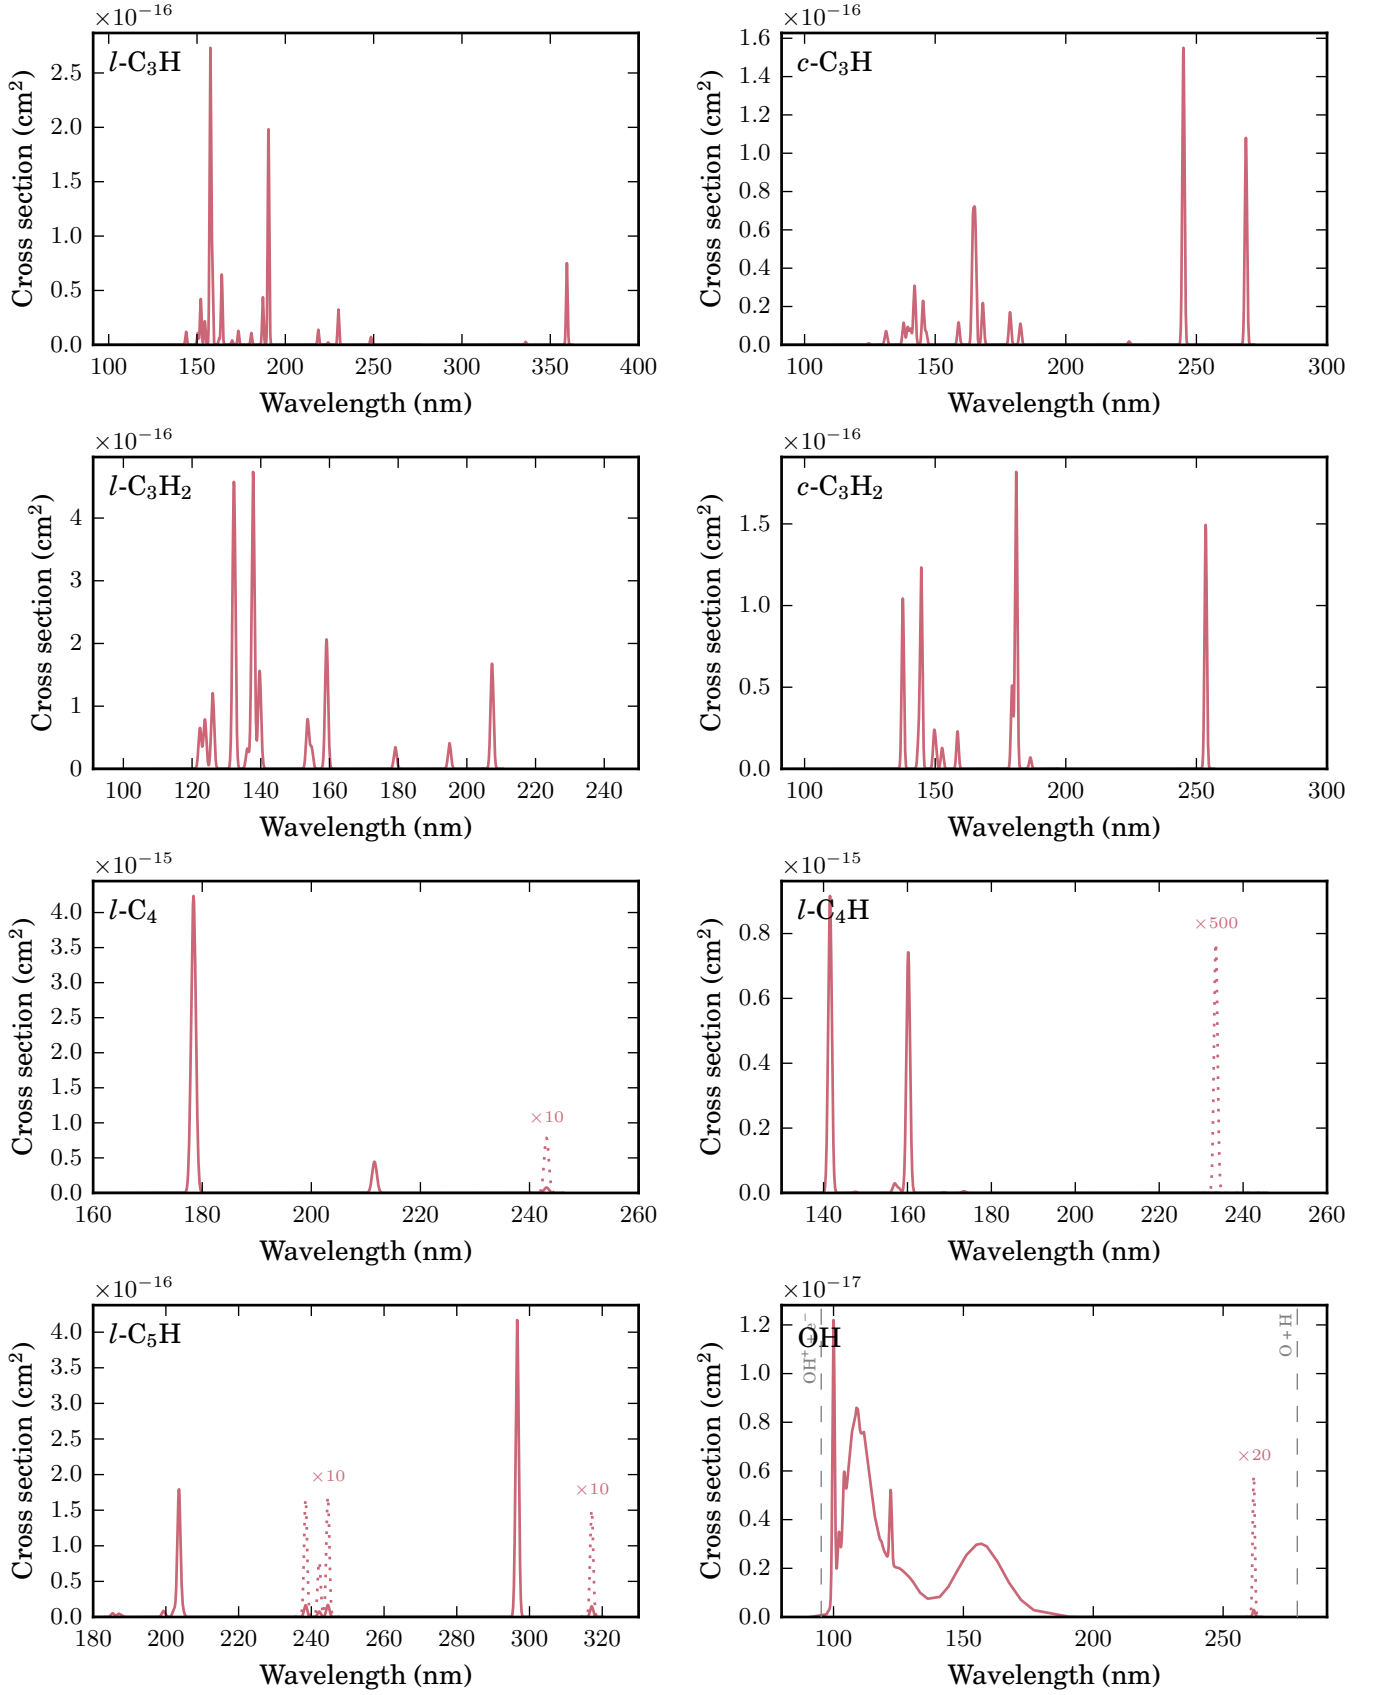 ×10⁻¹⁶
l-C₃H
Cross section (cm²)
2.5
2.0
1.5
1.0
0.5
0.0
100 150 200 250 300 350 400
Wavelength (nm)
×10⁻¹⁶
c-C₃H
Cross section (cm²)
1.6
1.4
1.2
1.0
0.8
0.6
0.4
0.2
0.0
100 150 200 250 300
Wavelength (nm)
×10⁻¹⁶
l-C₃H₂
Cross section (cm²)
4
3
2
1
0
100 120 140 160 180 200 220 240
Wavelength (nm)
×10⁻¹⁶
c-C₃H₂
Cross section (cm²)
1.5
1.0
0.5
0.0
100 150 200 250 300
Wavelength (nm)
×10⁻¹⁵
l-C₄
Cross section (cm²)
4.0
3.5
3.0
2.5
2.0
1.5
1.0
0.5
0.0
×10
160 180 200 220 240 260
Wavelength (nm)
×10⁻¹⁵
l-C₄H
Cross section (cm²)
×500
0.8
0.6
0.4
0.2
0.0
140 160 180 200 220 240 260
Wavelength (nm)
×10⁻¹⁶
l-C₅H
Cross section (cm²)
4.0
3.5
3.0
2.5
2.0
1.5
1.0
0.5
0.0
×10
×10
180 200 220 240 260 280 300 320
Wavelength (nm)
×10⁻¹⁷
OH
Cross section (cm²)
1.2
1.0
0.8
0.6
0.4
0.2
0.0
OH⁺ + e⁻
O + H
×20
100 150 200 250
Wavelength (nm)